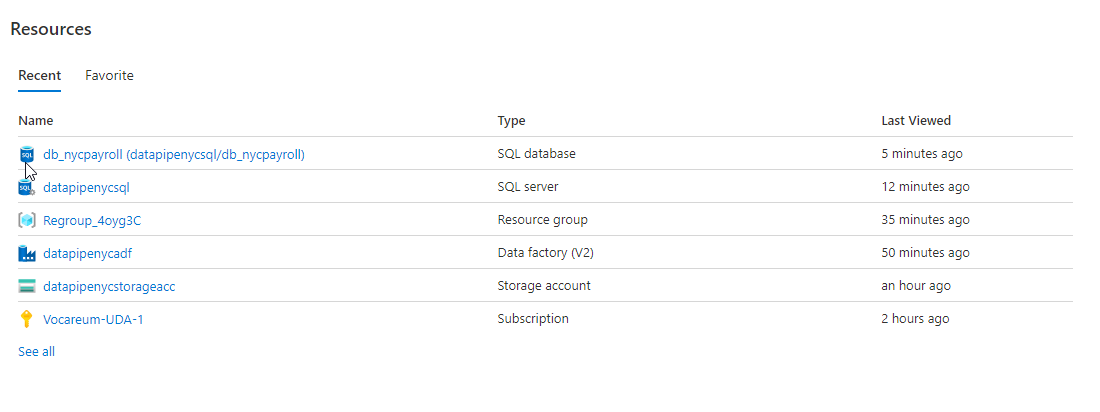 Resources
Recent Favorite
Name Type Last Viewed
SQL db_nycpayroll (datapipenycsql/db_nycpayroll) SQL database 5 minutes ago
SQL datapipenycsql SQL server 12 minutes ago
Regroup_4oyg3C Resource group 35 minutes ago
datapipenycadf Data factory (V2) 50 minutes ago
datapipenycstorageacc Storage account an hour ago
Vocareum-UDA-1 Subscription 2 hours ago
See all